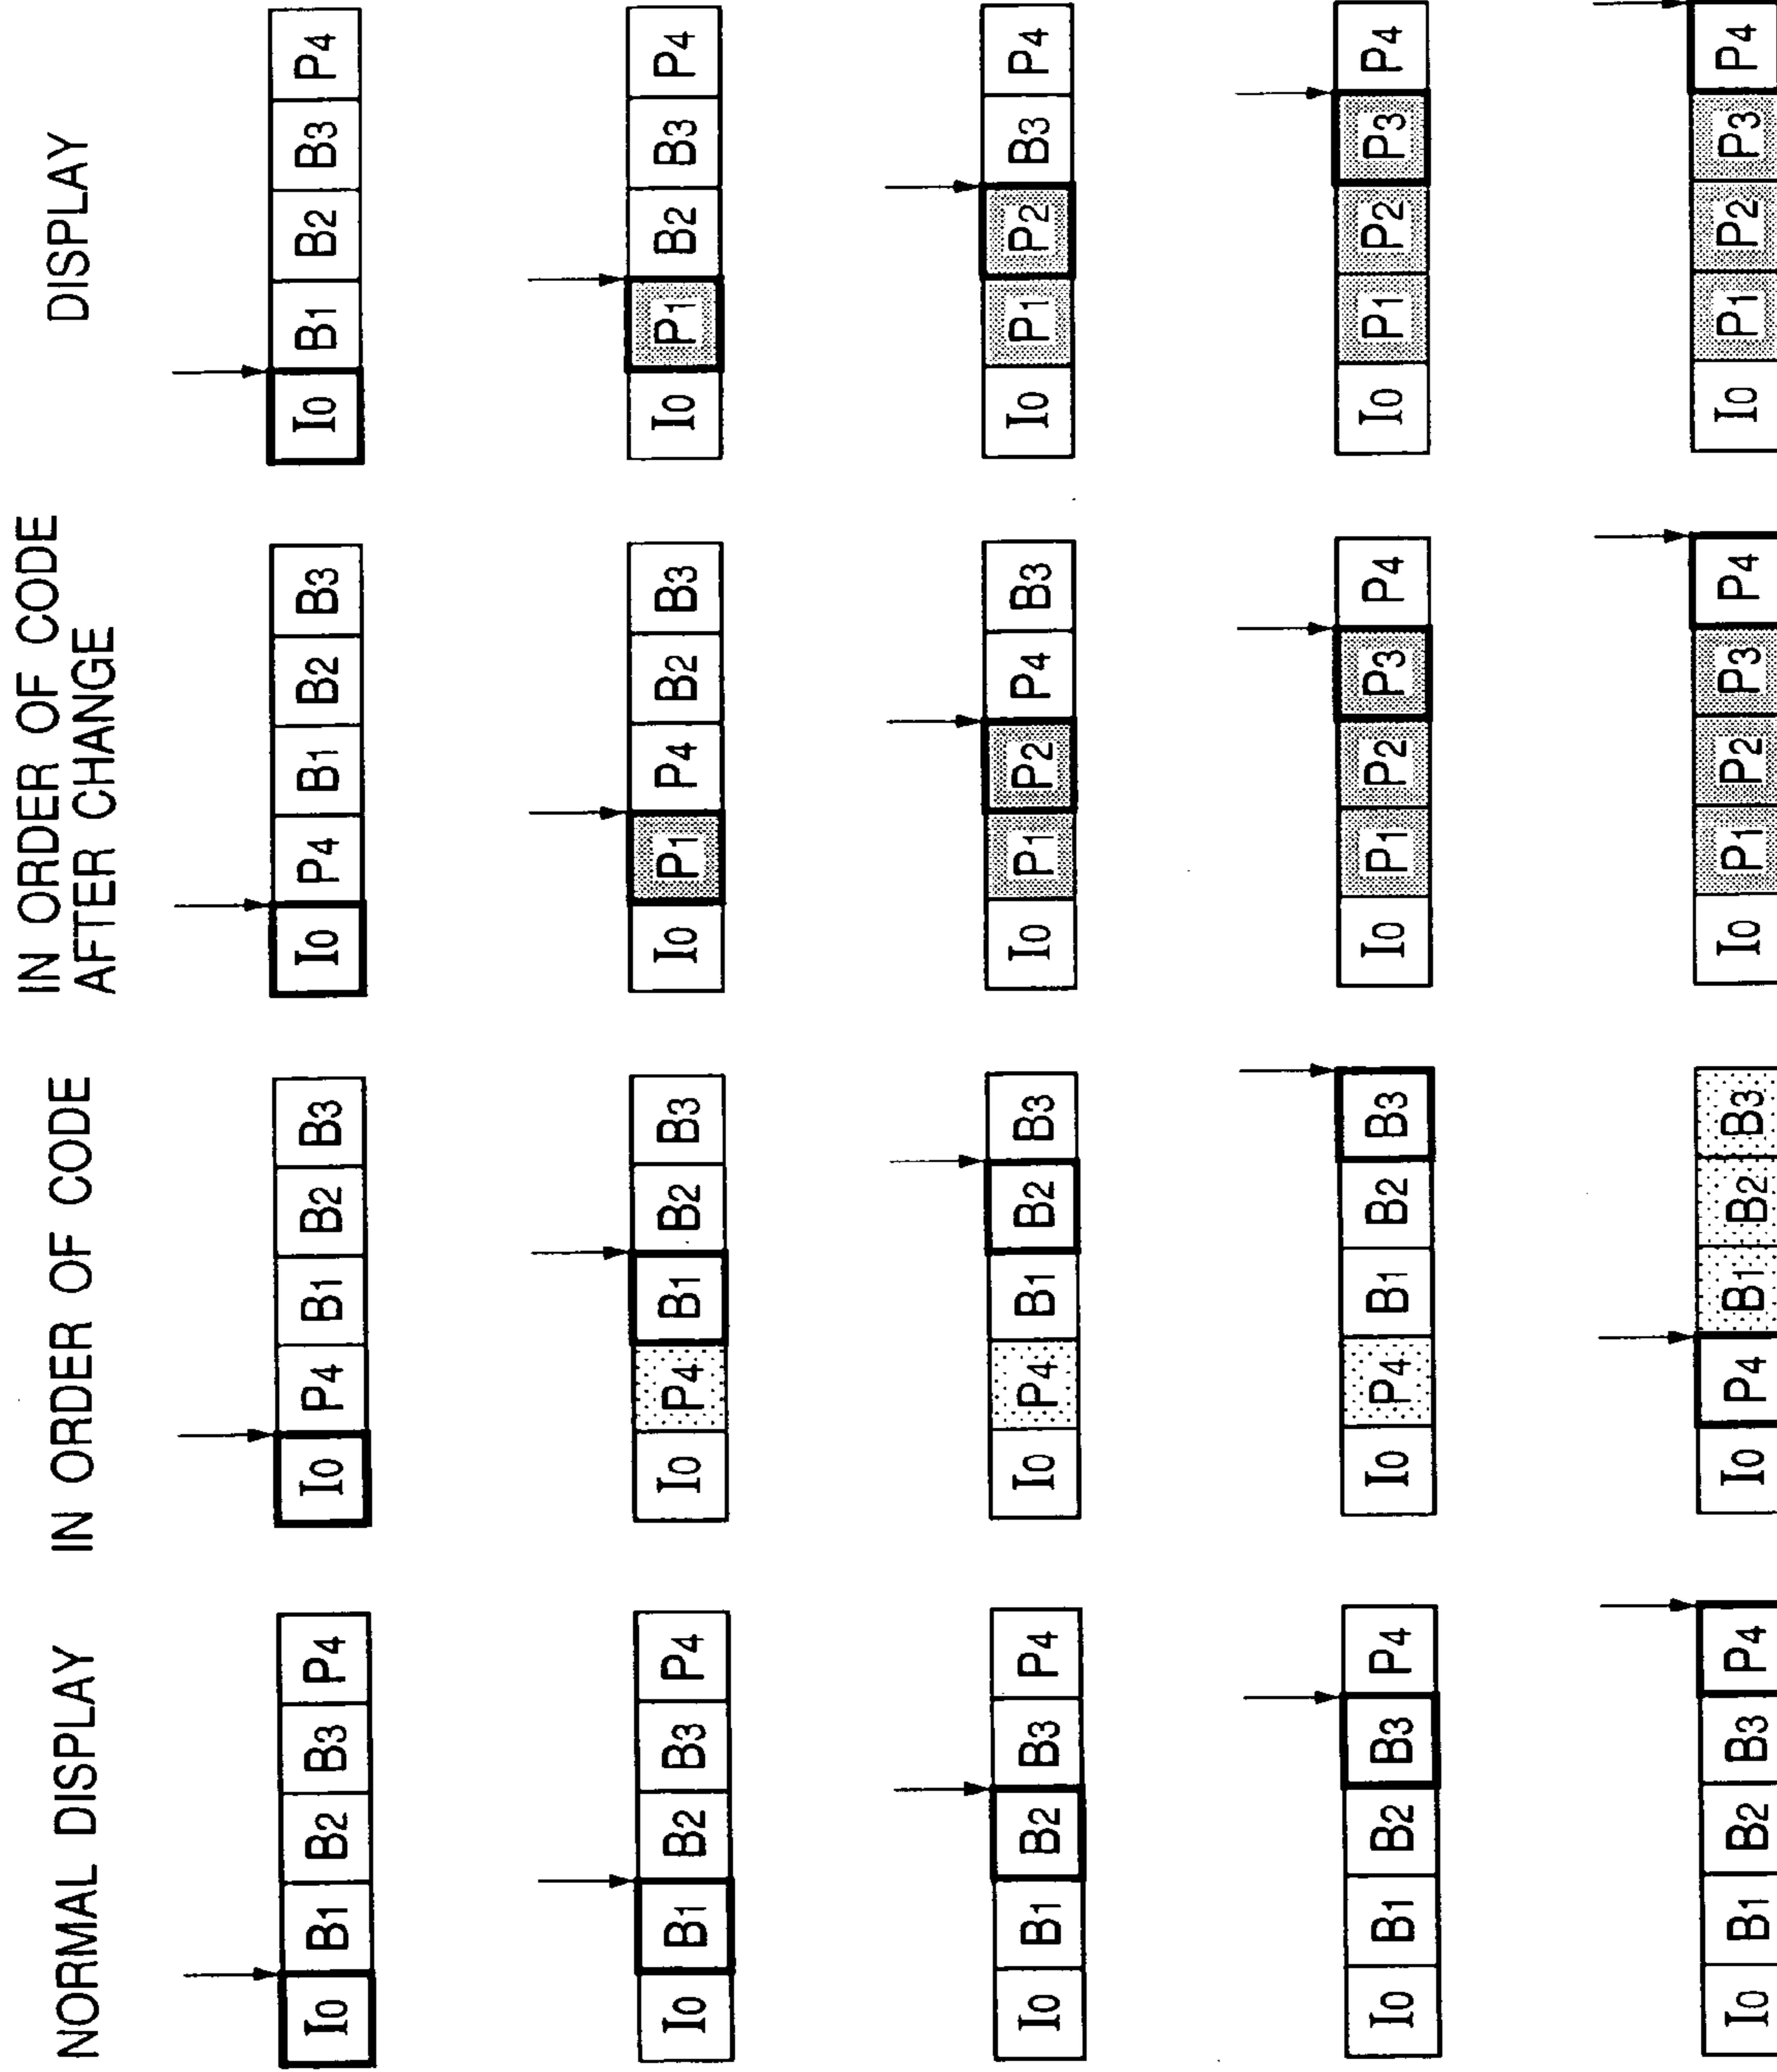 NORMAL DISPLAY IN ORDER OF CODE IN ORDER OF CODE AFTER CHANGE DISPLAY
I0 B1 B2 B3 P4 I0 P4 B1 B2 B3 I0 P4 B1 B2 B3 I0 B1 B2 B3 P4
I0 B1 B2 B3 P4 I0 P4 B1 B2 B3 I0 P1 P4 B2 B3 I0 P1 B2 B3 P4
I0 B1 B2 B3 P4 I0 P4 B1 B2 B3 I0 P1 P2 P4 B3 I0 P1 P2 B3 P4
I0 B1 B2 B3 P4 I0 P4 B1 B2 B3 I0 P1 P2 P3 P4 I0 P1 P2 P3 P4
I0 B1 B2 B3 P4 I0 P4 B1 B2 B3 I0 P1 P2 P3 P4 I0 P1 P2 P3 P4